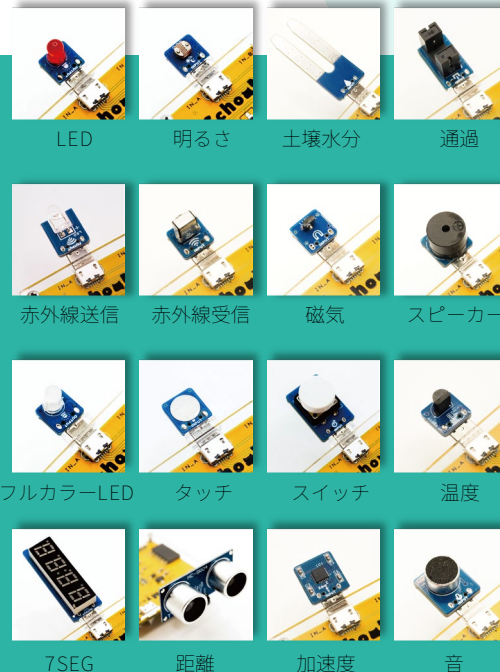 LED
明るさ
土壌水分
通過
赤外線送信
赤外線受信
磁気
スピーカー
フルカラーLED
タッチ
スイッチ
温度
7SEG
距離
加速度
音